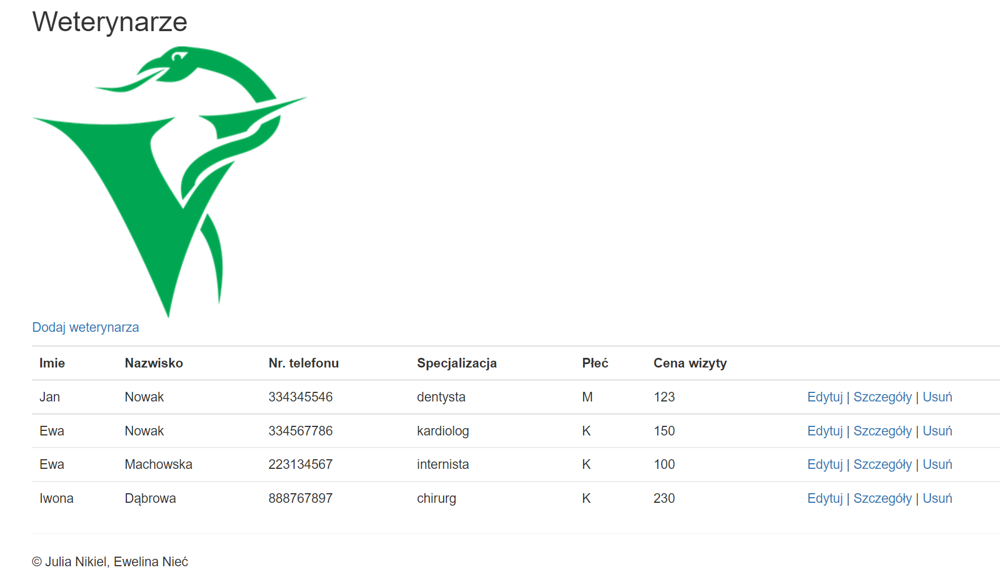 Weterynarze
Dodaj weterynarza
Imie Nazwisko Nr. telefonu Specjalizacja Płeć Cena wizyty
Jan Nowak 334345546 dentysta M 123 Edytuj | Szczegóły | Usuń
Ewa Nowak 334567786 kardiolog K 150 Edytuj | Szczegóły | Usuń
Ewa Machowska 223134567 internista K 100 Edytuj | Szczegóły | Usuń
Iwona Dąbrowa 888767897 chirurg K 230 Edytuj | Szczegóły | Usuń
© Julia Nikiel, Ewelina Nieć